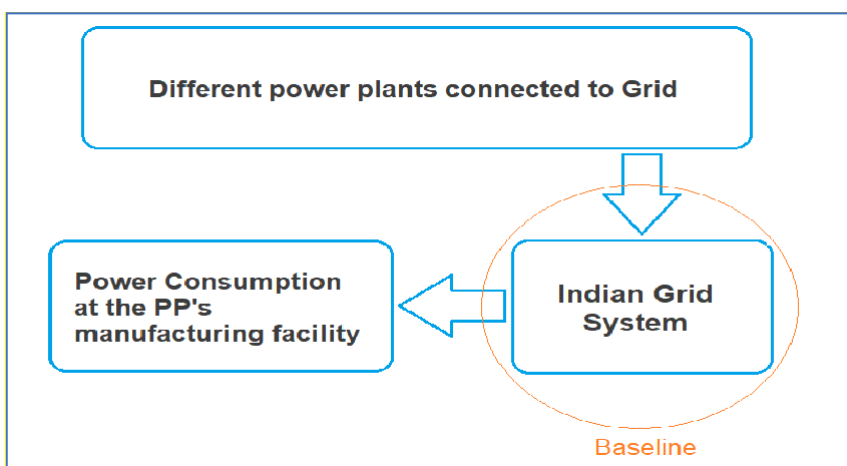 Different power plants connected to Grid
Power Consumption
at the PP's
manufacturing facility
Indian Grid
System
Baseline